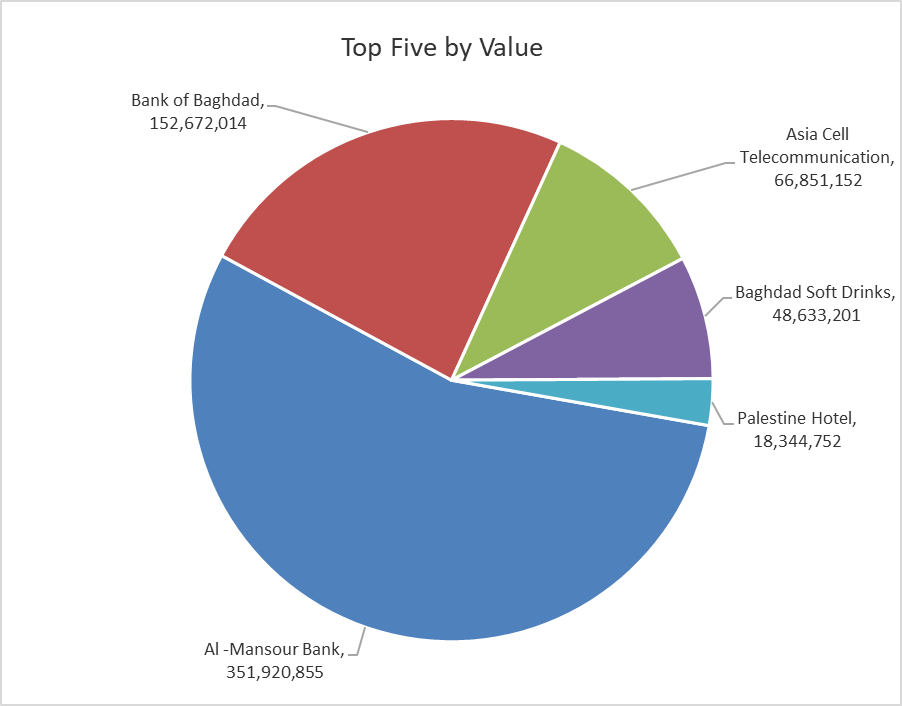 Top Five by Value
Bank of Baghdad,
152,672,014
Asia Cell
Telecommunication,
66,851,152
Baghdad Soft Drinks,
48,633,201
Palestine Hotel,
18,344,752
Al -Mansour Bank,
351,920,855